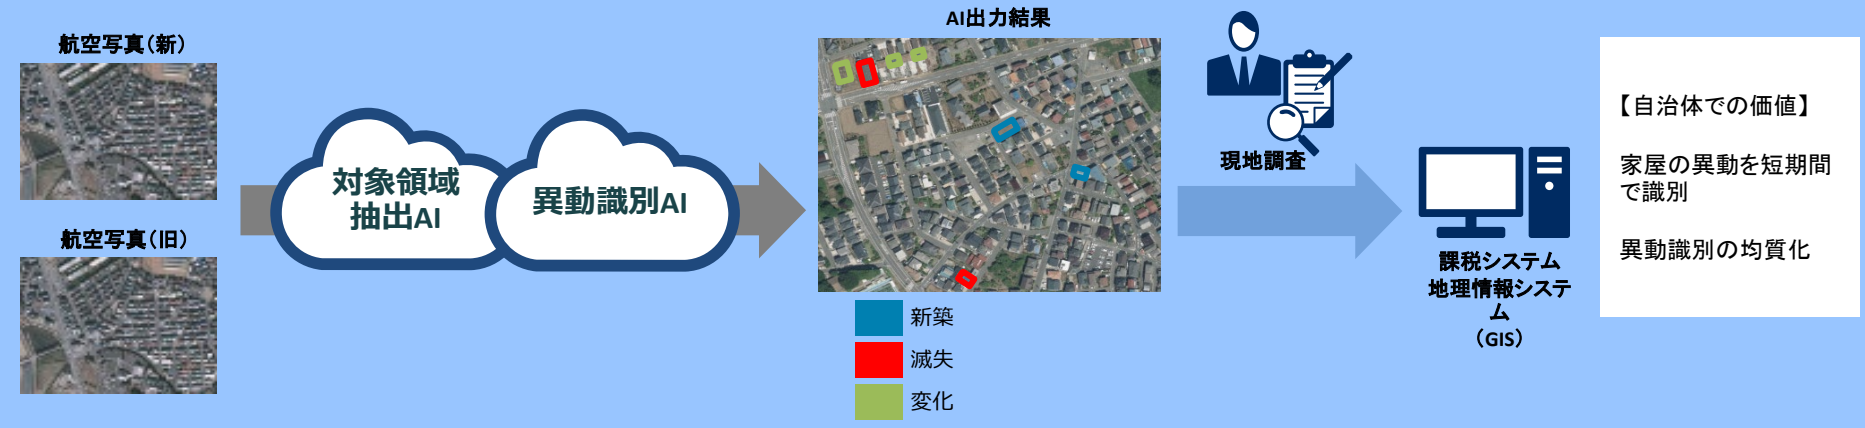 航空写真（新）
航空写真（旧）
対象領域
抽出AI
異動識別AI
AI出力結果
新築
滅失
変化
現地調査
課税システム
地理情報システ
ム
（GIS）
【自治体での価値】
家屋の異動を短期間
で識別
異動識別の均質化